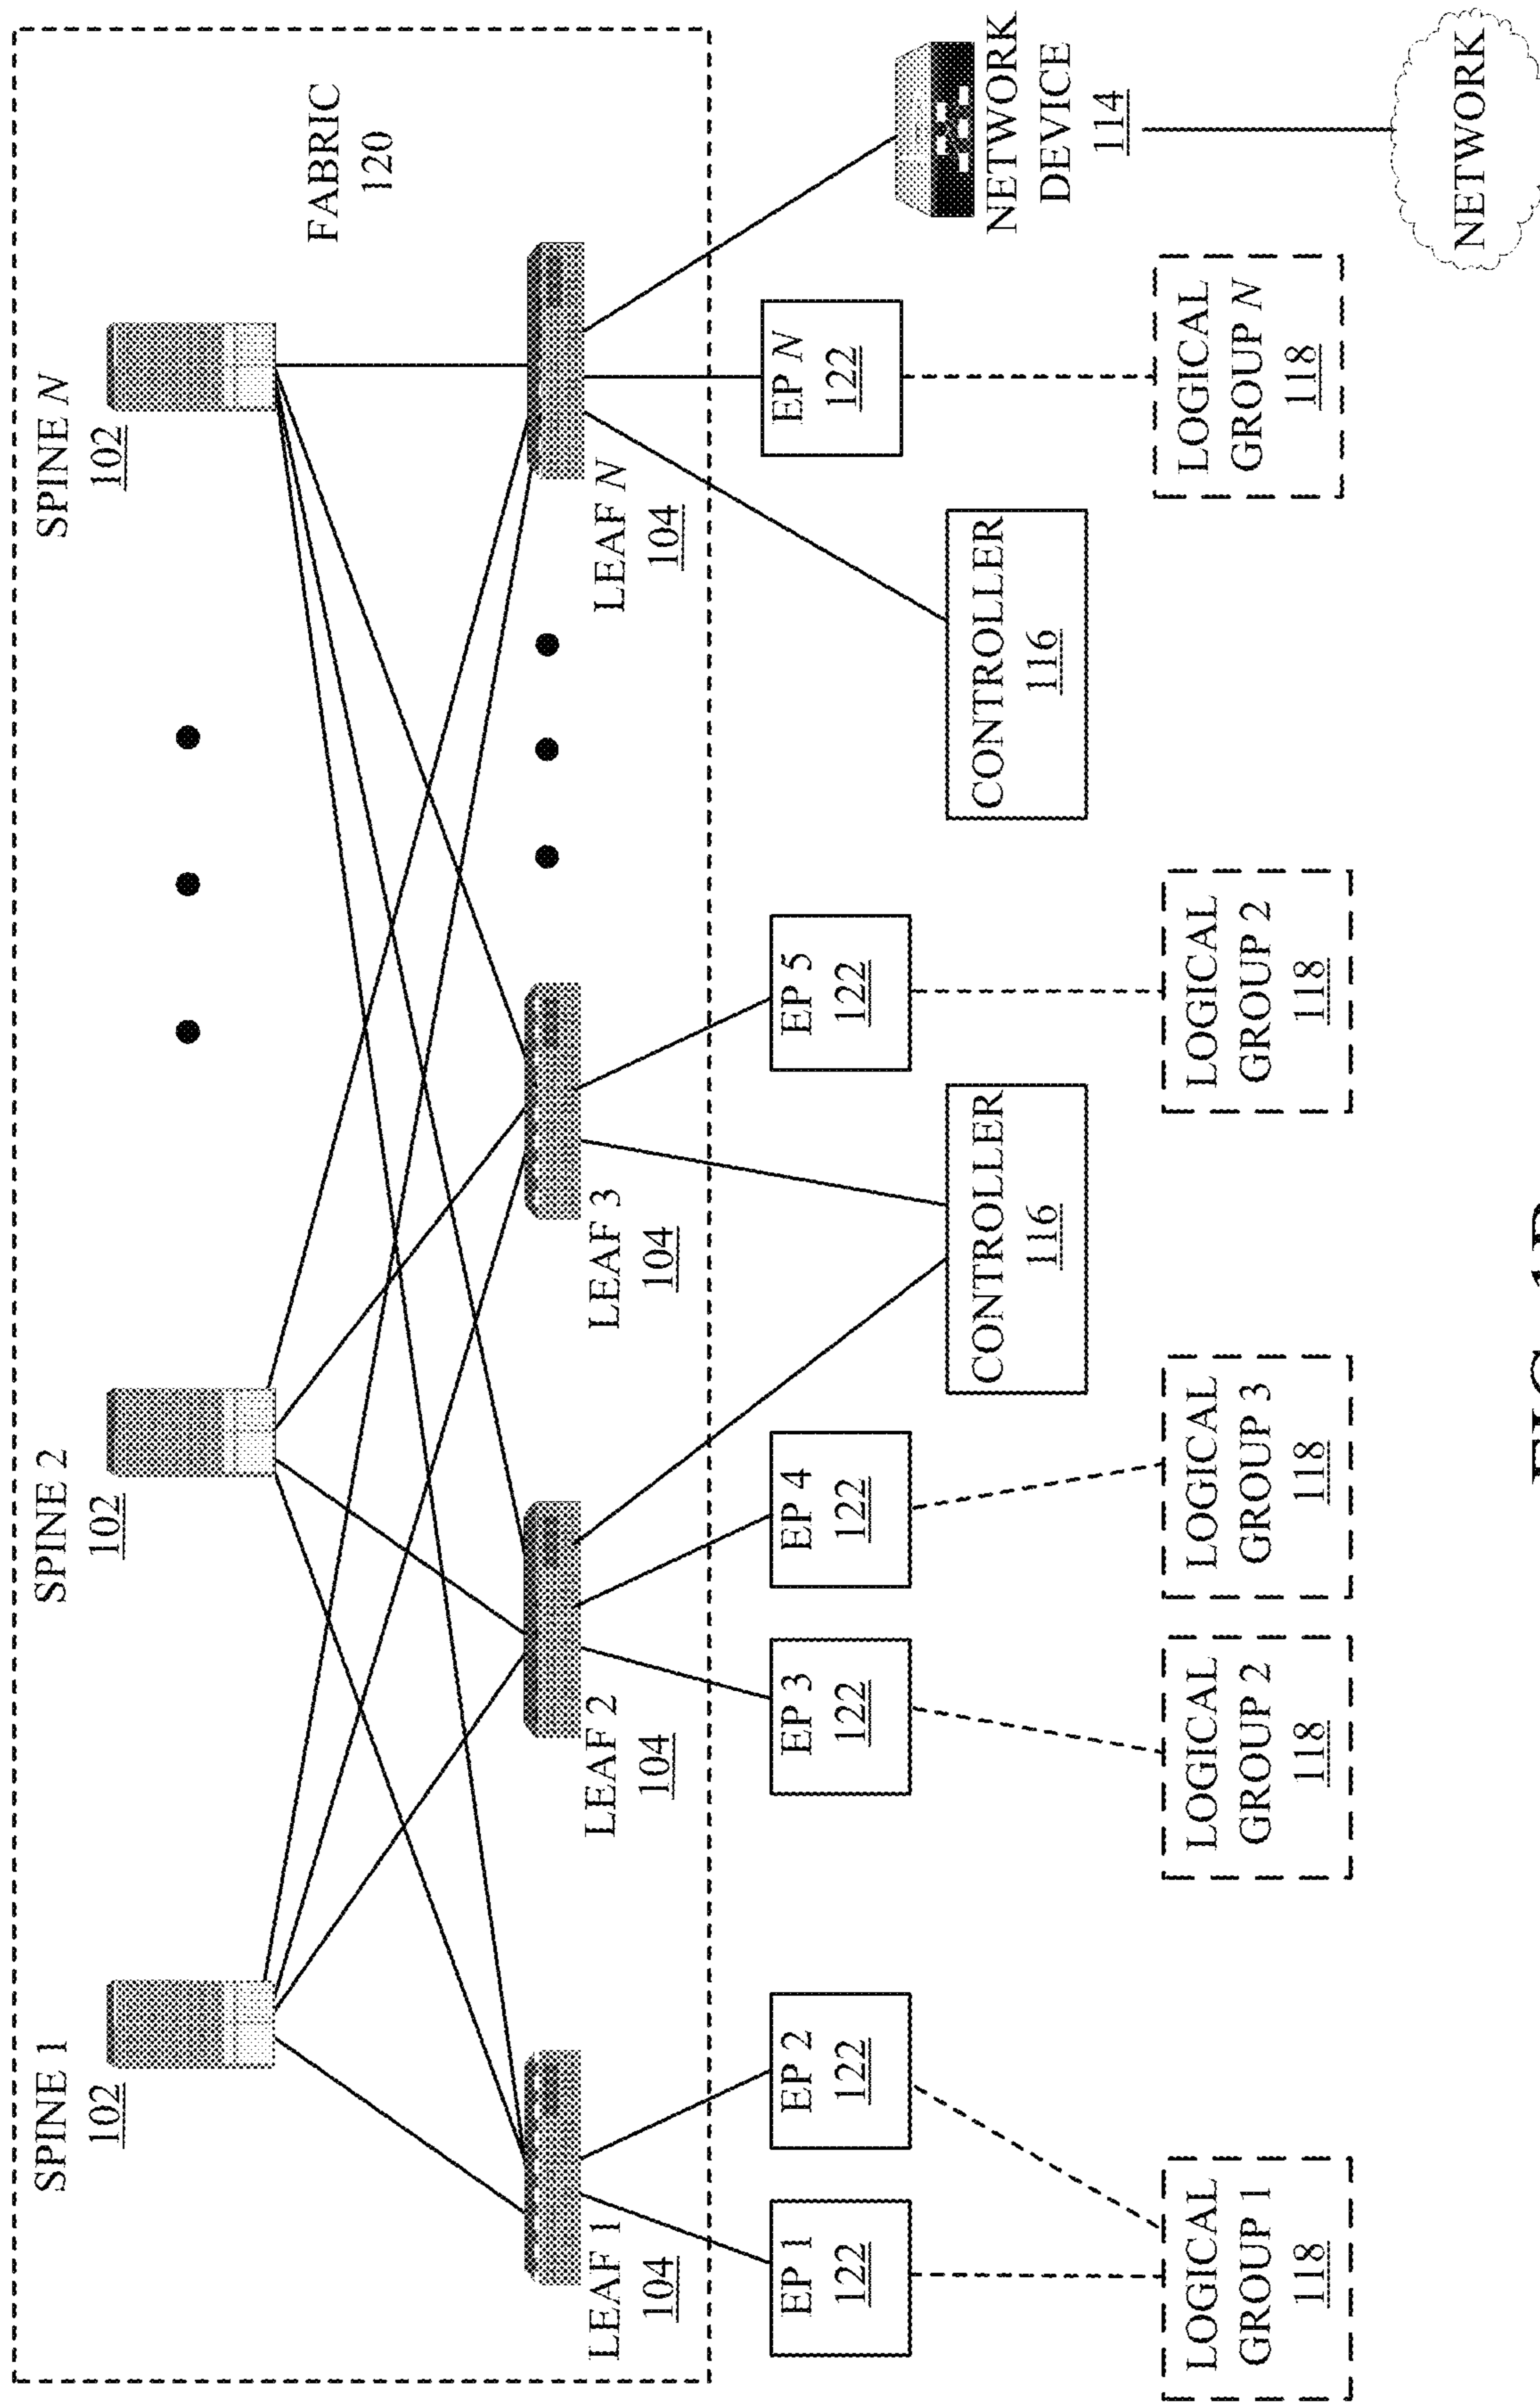 SPINE 1
102
SPINE 2
102
SPINE N
102
FABRIC
120
LEAF 1
104
LEAF 2
104
LEAF 3
104
LEAF N
104
EP 1
122
EP 2
122
EP 3
122
EP 4
122
EP 5
122
EP N
122
CONTROLLER
116
CONTROLLER
116
NETWORK
DEVICE
114
LOGICAL
GROUP 1
118
LOGICAL
GROUP 2
118
LOGICAL
GROUP 3
118
LOGICAL
GROUP 2
118
LOGICAL
GROUP N
118
NETWORK